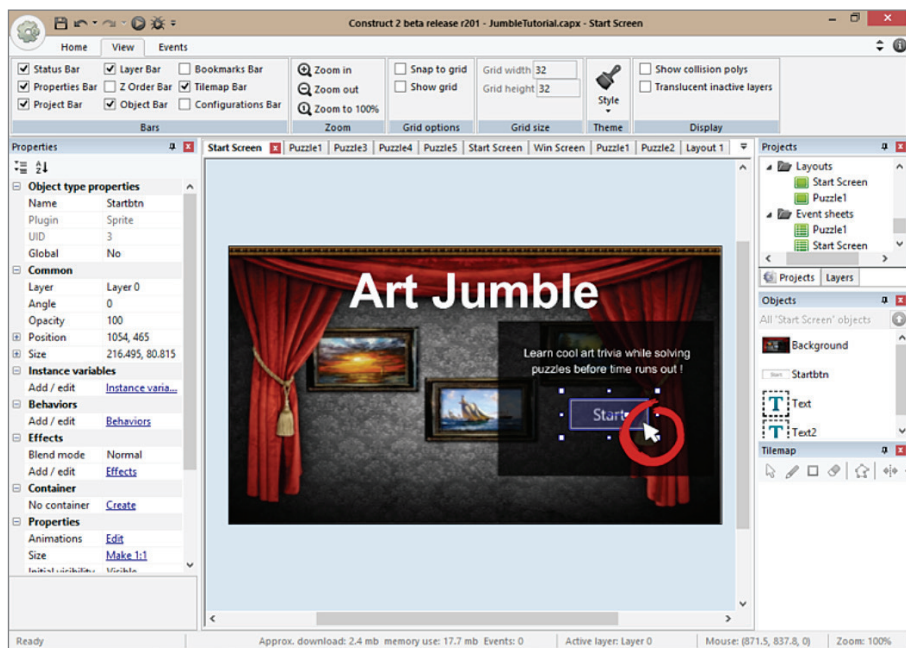 Construct 2 beta release r201 - JumbleTutorial.capx - Start Screen
Home View Events
Status Bar Layer Bar Bookmarks Bar
Properties Bar Z Order Bar Tilemap Bar
Project Bar Object Bar Configurations Bar
Bars
Zoom in
Zoom out
Zoom to 100%
Zoom
Snap to grid
Show grid
Grid options
Grid width 32
Grid height 32
Grid size
Style
Theme
Show collision polys
Translucent inactive layers
Display
Properties
Object type properties
Name Startbtn
Plugin Sprite
UID 3
Global No
Common
Layer Layer 0
Angle 0
Opacity 100
Position 1054, 465
Size 216.495, 80.815
Instance variables
Add / edit Instance varia...
Behaviors
Add / edit Behaviors
Effects
Blend mode Normal
Add / edit Effects
Container
No container Create
Properties
Animations Edit
Size Make 1:1
Initial visibility Visible
Start Screen Puzzle1 Puzzle3 Puzzle4 Puzzle5 Start Screen Win Screen Puzzle1 Puzzle2 Layout 1
Art Jumble
Learn cool art trivia while solving
puzzles before time runs out !
Start
Projects
Layouts
Start Screen
Puzzle1
Event sheets
Puzzle1
Start Screen
Projects Layers
Objects
All 'Start Screen' objects
Background
Start Startbtn
T Text
T Text2
Tilemap
Ready Approx. download: 2.4 mb memory use: 17.7 mb Events: 0 Active layer: Layer 0 Mouse: (871.5, 837.8, 0) Zoom: 100%